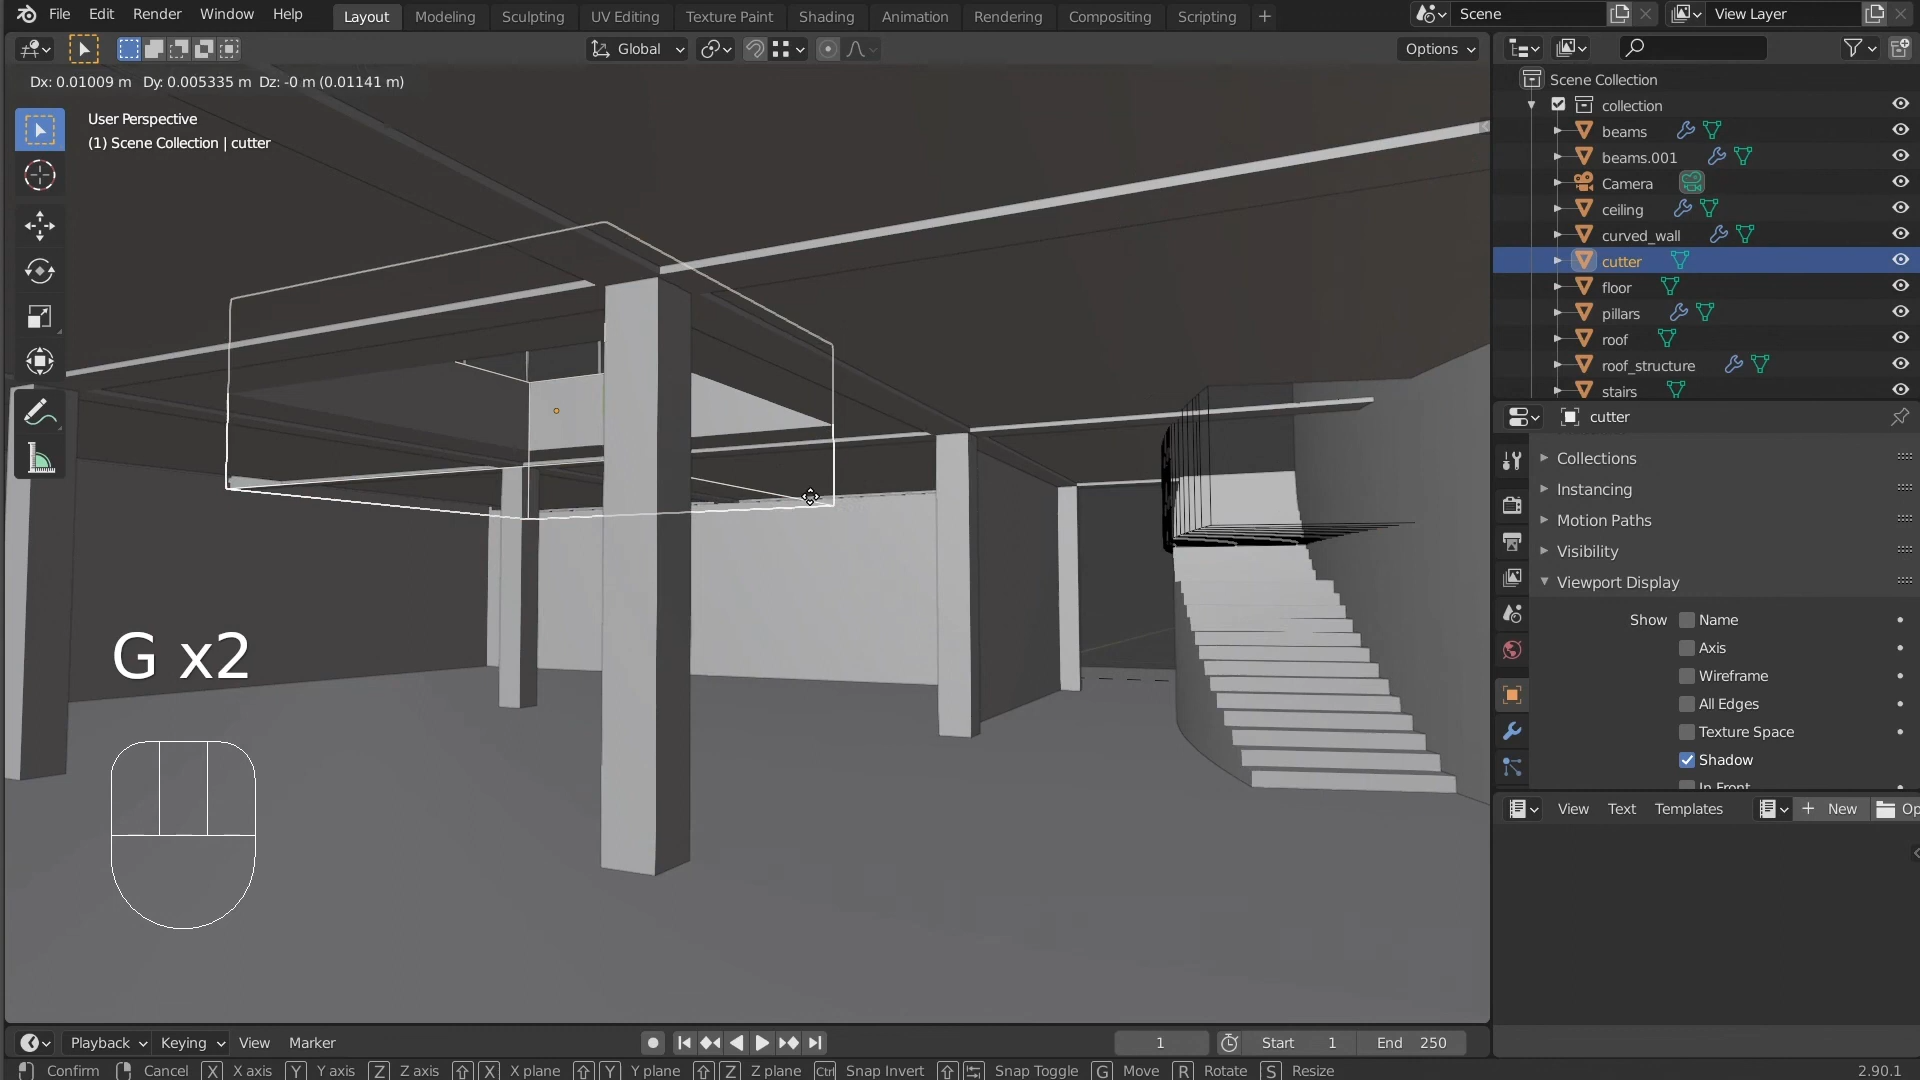 File Edit Render Window Help Layout Modeling Sculpting UV Editing Texture Paint Shading Animation Rendering Compositing Scripting + Scene View Layer
Global Options
Dx: 0.01009 m Dy: 0.005335 m Dz: -0 m (0.01141 m)
User Perspective
(1) Scene Collection | cutter
G x2
Scene Collection
collection
beams
beams.001
Camera
ceiling
curved_wall
cutter
floor
pillars
roof
roof_structure
stairs
cutter
Collections
Instancing
Motion Paths
Visibility
Viewport Display
Show Name
Axis
Wireframe
All Edges
Texture Space
Shadow
In Front
View Text Templates + New Op
Playback Keying View Marker 1 Start 1 End 250
Confirm Cancel X X axis Y Y axis Z Z axis X X plane Y Y plane Z Z plane Ctrl Snap Invert Snap Toggle G Move R Rotate S Resize 2.90.1